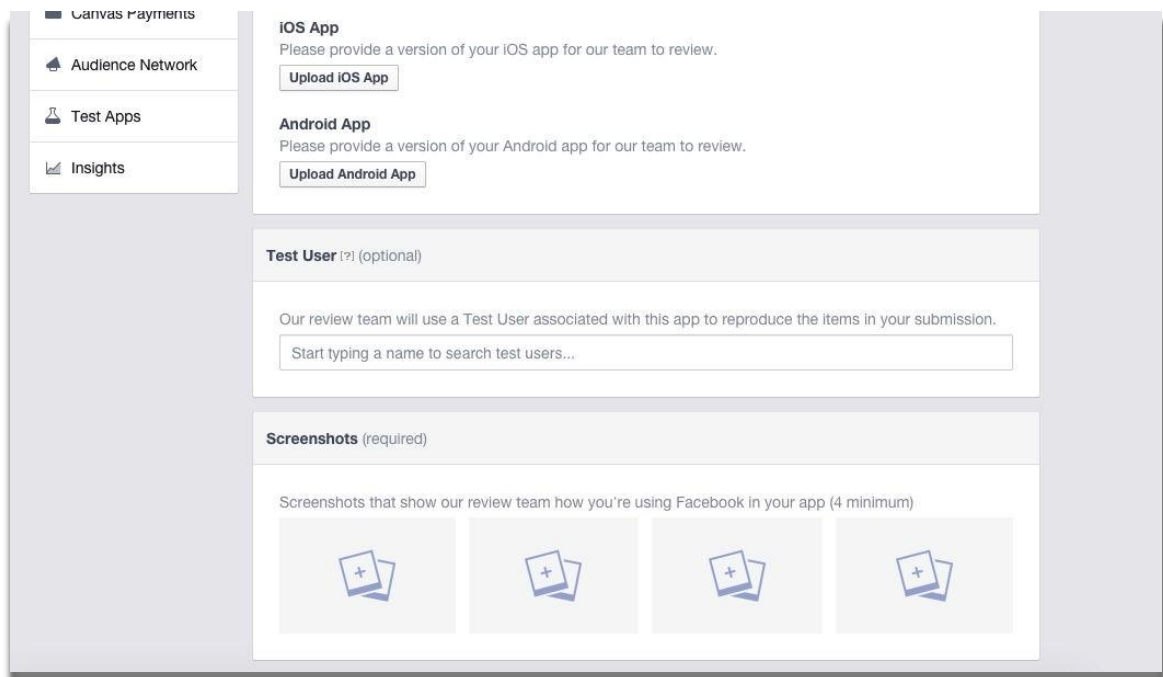 Canvas Payments
Audience Network
Test Apps
Insights
iOS App
Please provide a version of your iOS app for our team to review.
Upload iOS App
Android App
Please provide a version of your Android app for our team to review.
Upload Android App
Test User [?] (optional)
Our review team will use a Test User associated with this app to reproduce the items in your submission.
Start typing a name to search test users...
Screenshots (required)
Screenshots that show our review team how you're using Facebook in your app (4 minimum)